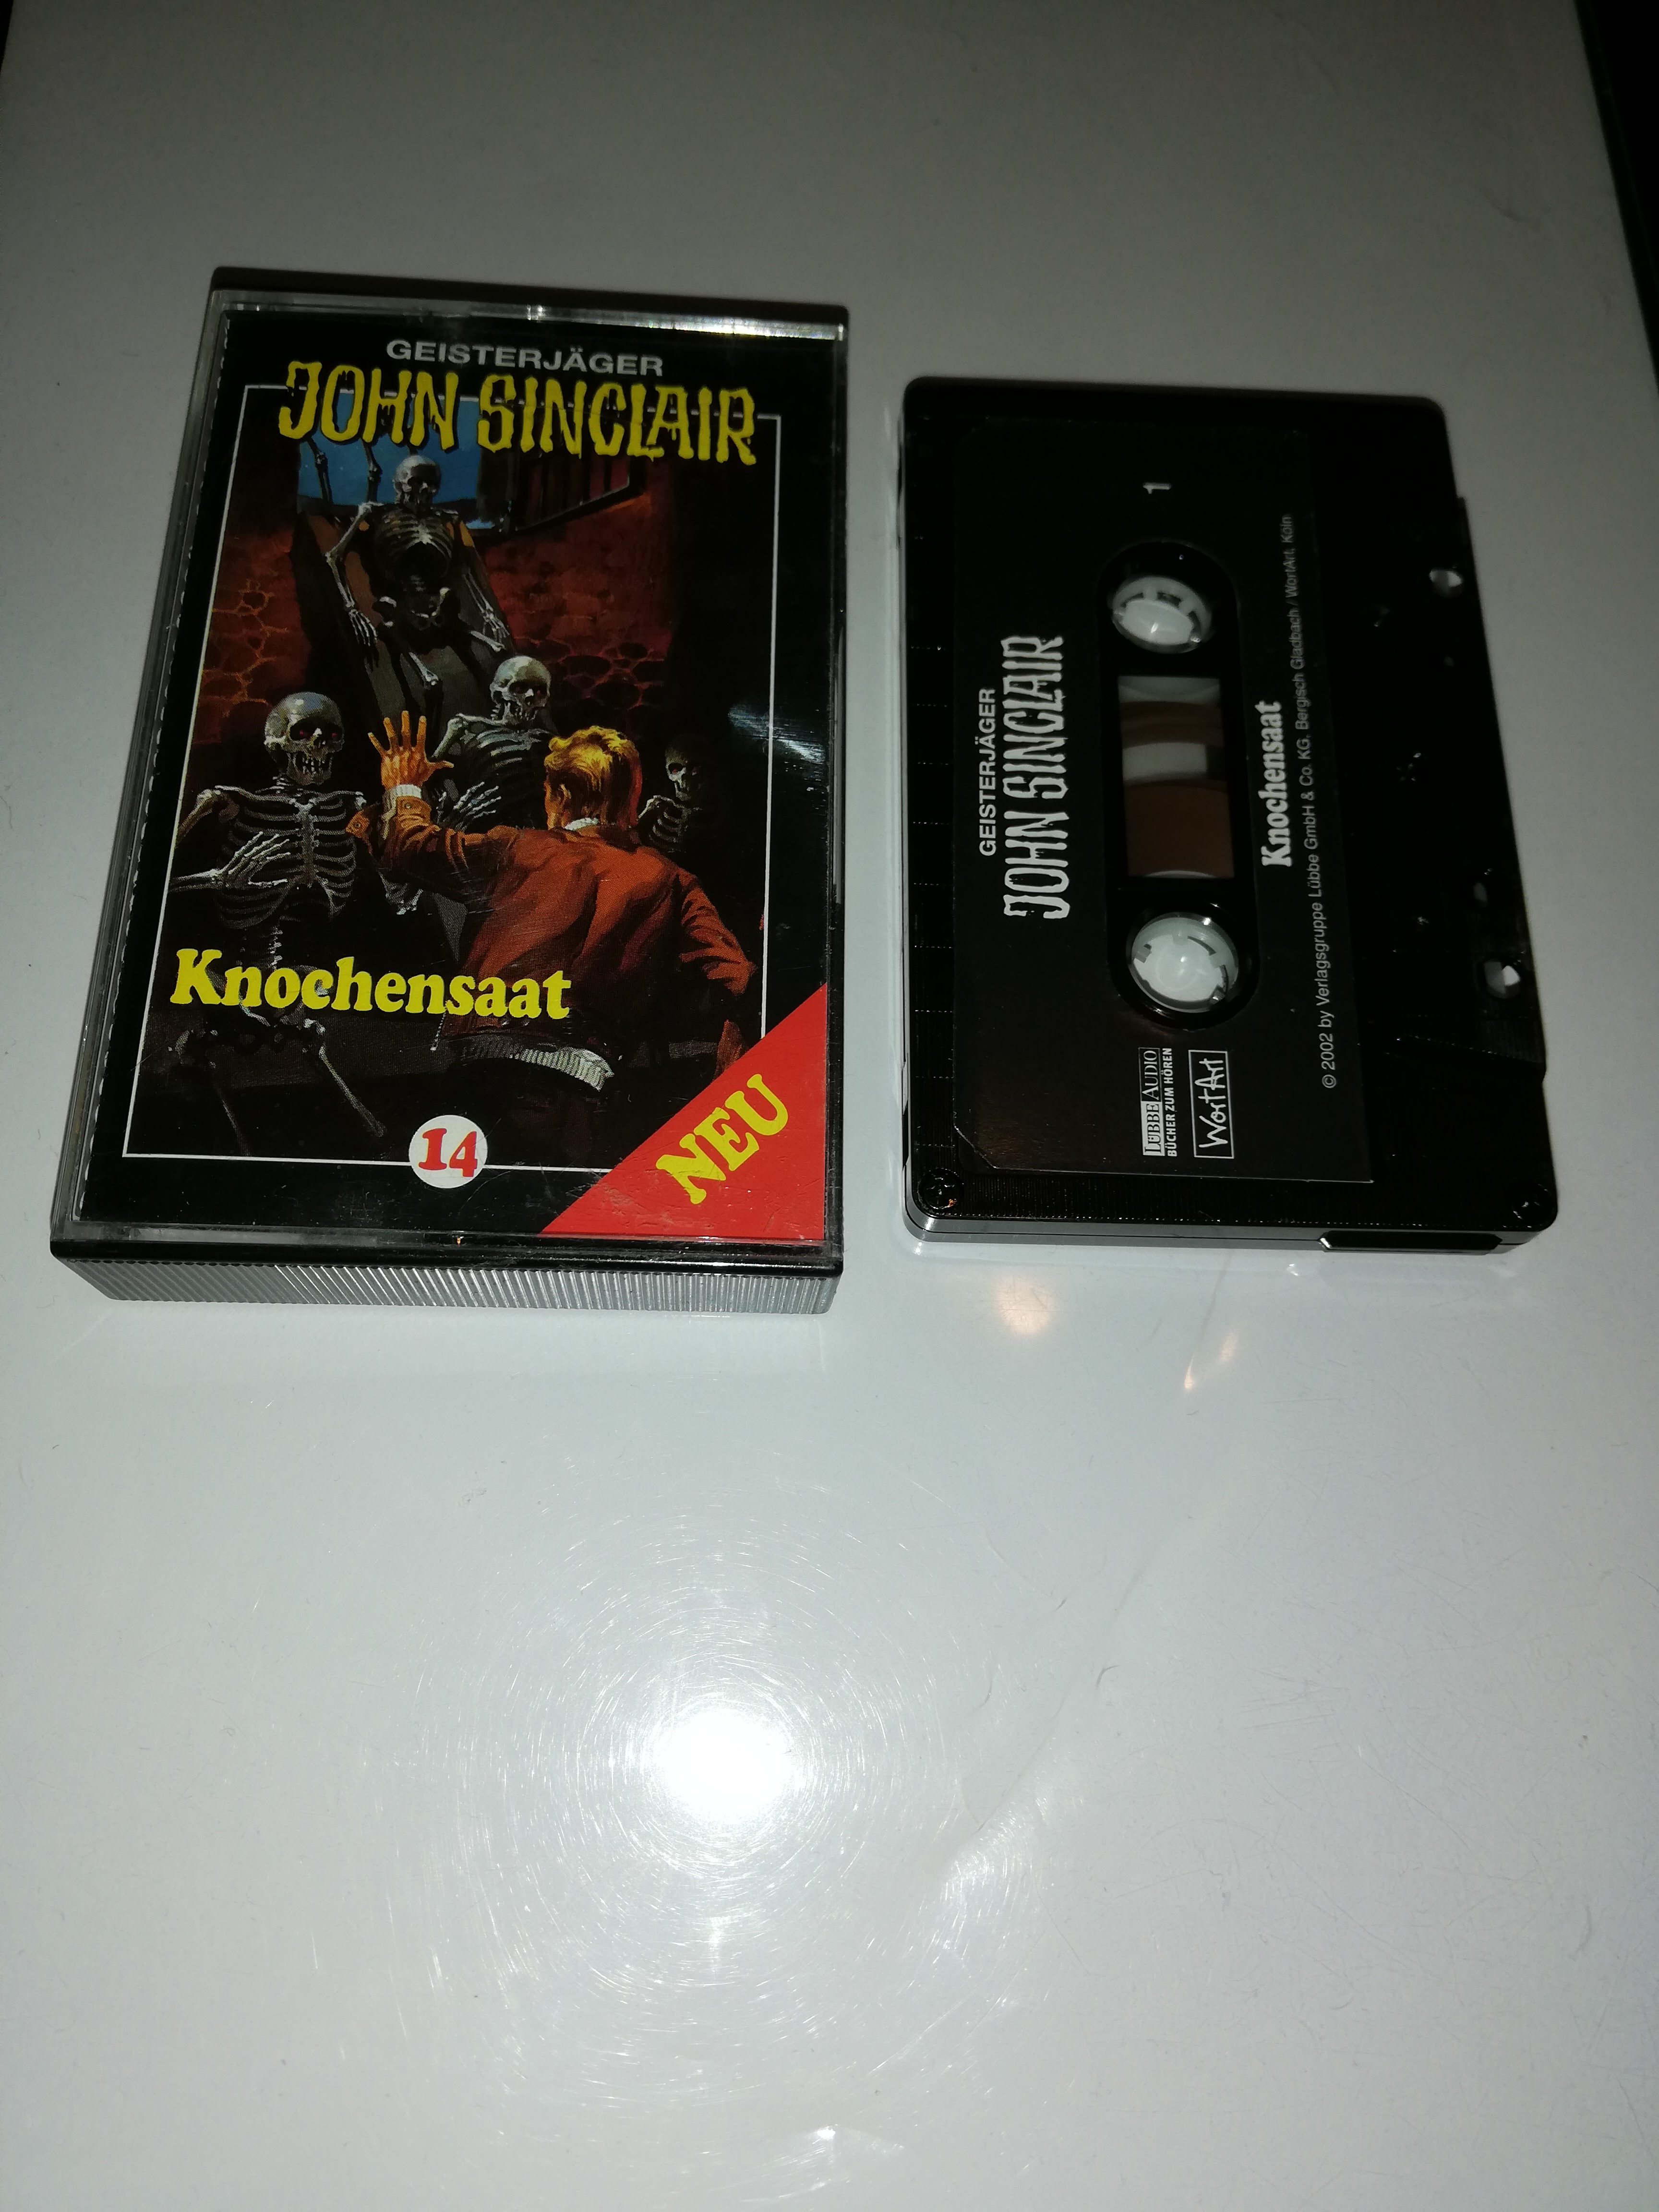 GEISTERJÄGER
JOHN SINCLAIR
Knochensaat
14
NEU
GEISTERJÄGER
JOHN SINCLAIR
1
LÜBBE AUDIO
BÜCHER ZUM HÖREN
WortArt
Knochensaat
© 2002 by Verlagsgruppe Lübbe GmbH & Co. KG, Bergisch Gladbach / WortArt, Köln